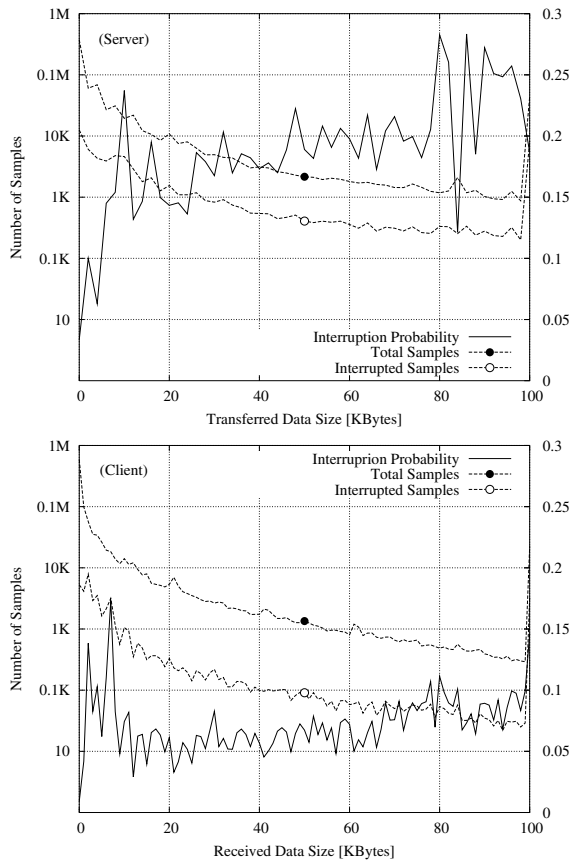 (Server)
1M
0.1M
10K
1K
0.1K
10
Number of Samples
0.3
0.25
0.2
0.15
0.1
0.05
0
Interruption Probability
Total Samples
Interrupted Samples
0 20 40 60 80 100
Transferred Data Size [KBytes]
(Client)
1M
0.1M
10K
1K
0.1K
10
Number of Samples
0.3
0.25
0.2
0.15
0.1
0.05
0
Interruprion Probability
Total Samples
Interrupted Samples
0 20 40 60 80 100
Received Data Size [KBytes]